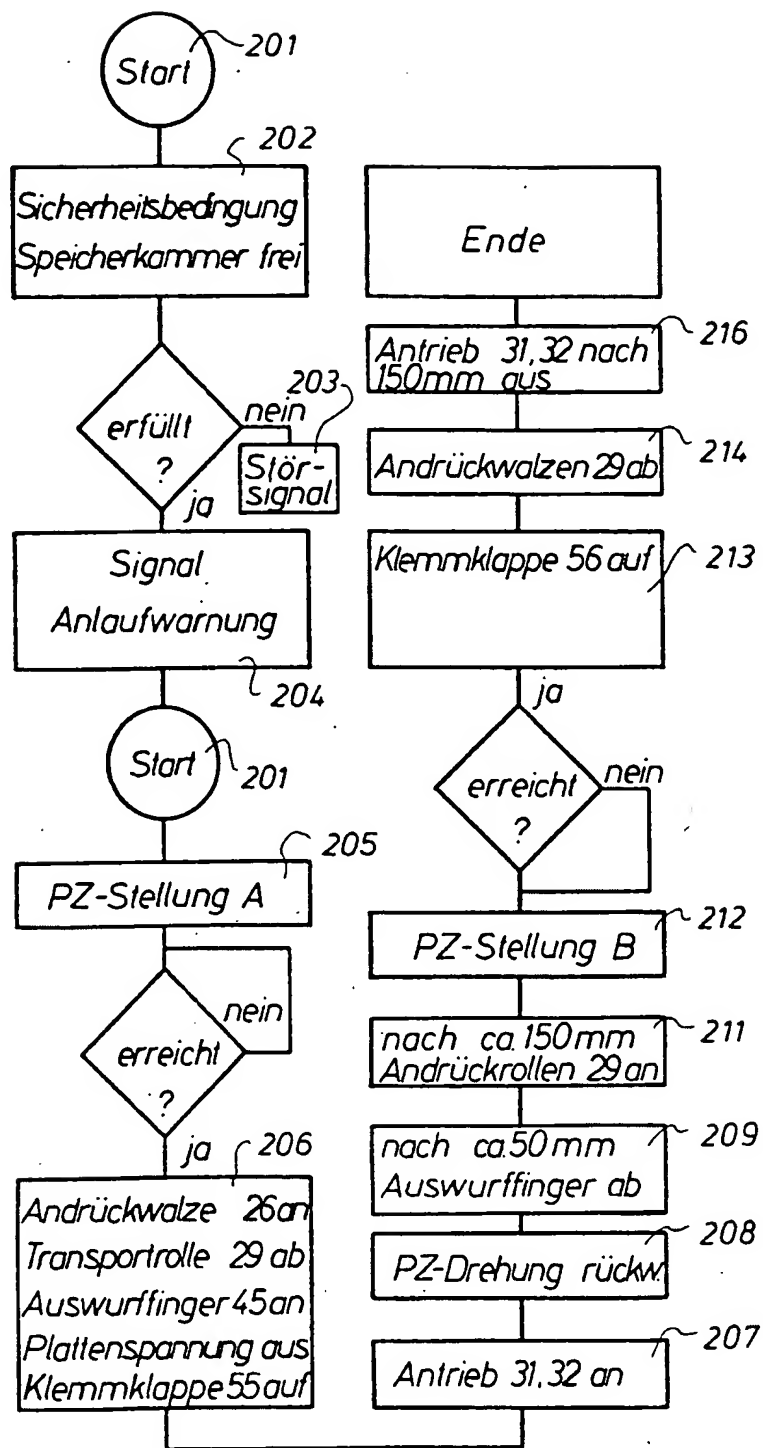 Start
201
202
Sicherheitsbedingung
Speicherkammer frei
erfüllt
?
nein
ja
203
Stör-
signal
Signal
Anlaufwarnung
204
Start
201
205
PZ-Stellung A
erreicht
?
nein
ja
206
Andrückwalze 26 an
Transportrolle 29 ab
Auswurffinger 45 an
Plattenspannung aus
Klemmklappe 55 auf
Ende
216
Antrieb 31,32 nach
150mm aus
214
Andrückwalzen 29 ab
Klemmklappe 56 auf
213
ja
erreicht
?
nein
212
PZ-Stellung B
nach ca. 150 mm
Andrückrollen 29 an
211
nach ca. 50 mm
Auswurffinger ab
209
208
PZ-Drehung rückw.
207
Antrieb 31.32 an